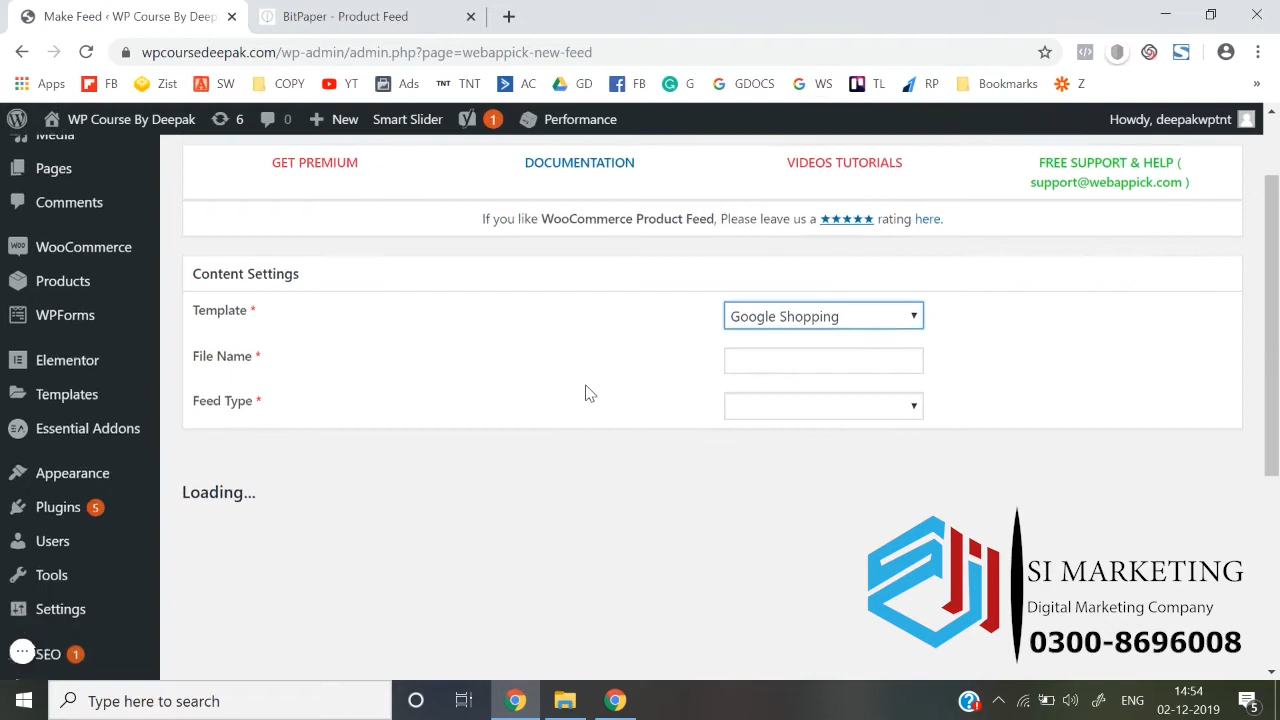 Make Feed ‹ WP Course By Deep
BitPaper - Product Feed
wpcoursedeepak.com/wp-admin/admin.php?page=webappick-new-feed
Apps FB Zist SW COPY YT Ads TNT TNT AC GD FB G GDOCS WS TL RP Bookmarks Z »
WP Course By Deepak 6 0 New Smart Slider 1 Performance Howdy, deepakwptnt
Media
Pages
Comments
WooCommerce
Products
WPForms
Elementor
Templates
Essential Addons
Appearance
Plugins 5
Users
Tools
Settings
SEO 1
GET PREMIUM
DOCUMENTATION
VIDEOS TUTORIALS
FREE SUPPORT & HELP (
support@webappick.com )
If you like WooCommerce Product Feed, Please leave us a ★★★★★ rating here.
Content Settings
Template *
Google Shopping
File Name *
Feed Type *
Loading...
SI MARKETING
Digital Marketing Company
0300-8696008
Type here to search
ENG
14:54
02-12-2019
5